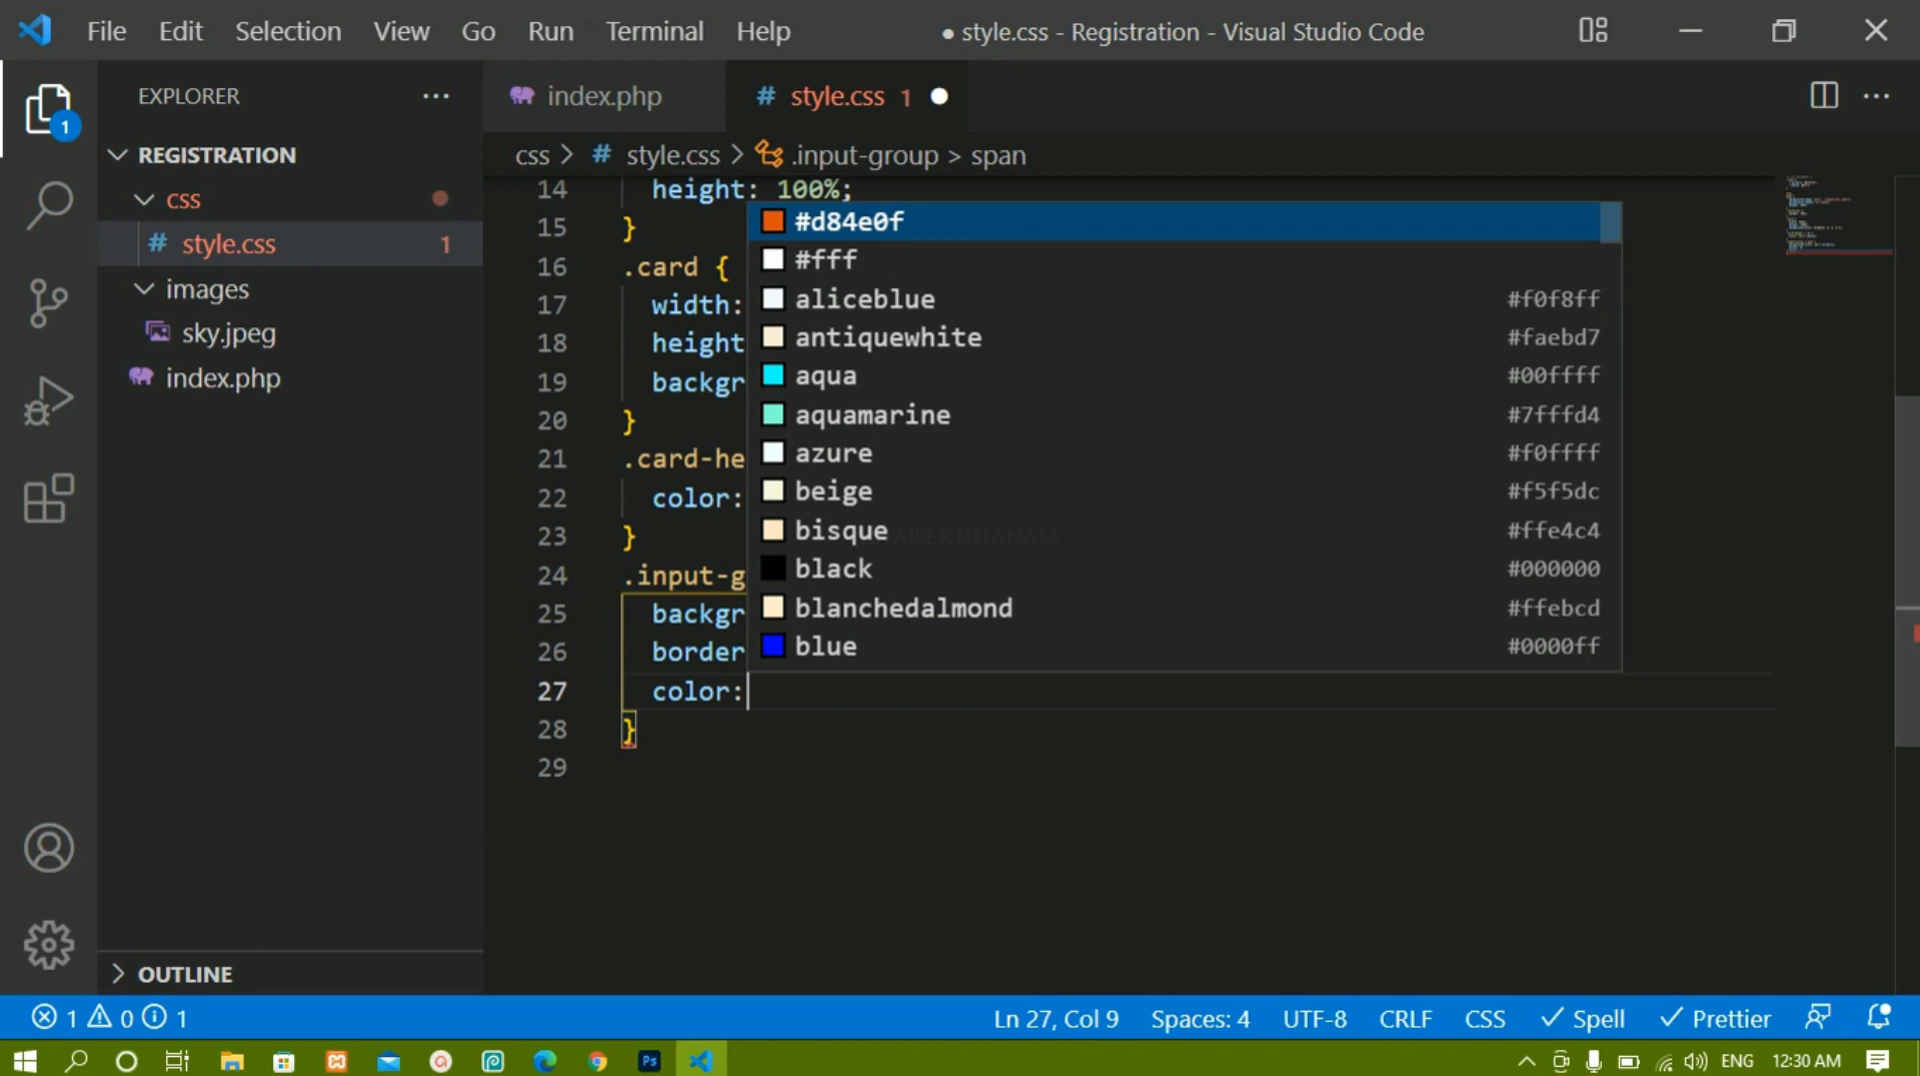 File Edit Selection View Go Run Terminal Help ● style.css - Registration - Visual Studio Code
EXPLORER ···
index.php
# style.css 1 ●
1
REGISTRATION
css > # style.css > .input-group > span
css
# style.css 1
images
sky.jpeg
index.php
14 height: 100%;
15 }
16 .card {
17 width:
18 height
19 backgr
20 }
21 .card-he
22 color:
23 }
24 .input-g
25 backgr
26 border
27 color:
28 }
29
#d84e0f
#fff
aliceblue #f0f8ff
antiquewhite #faebd7
aqua #00ffff
aquamarine #7fffd4
azure #f0ffff
beige #f5f5dc
bisque #ffe4c4
black #000000
blanchedalmond #ffebcd
blue #0000ff
AISER KHANAM
OUTLINE
1 0 1 Ln 27, Col 9 Spaces: 4 UTF-8 CRLF CSS Spell Prettier
Ps
ENG 12:30 AM